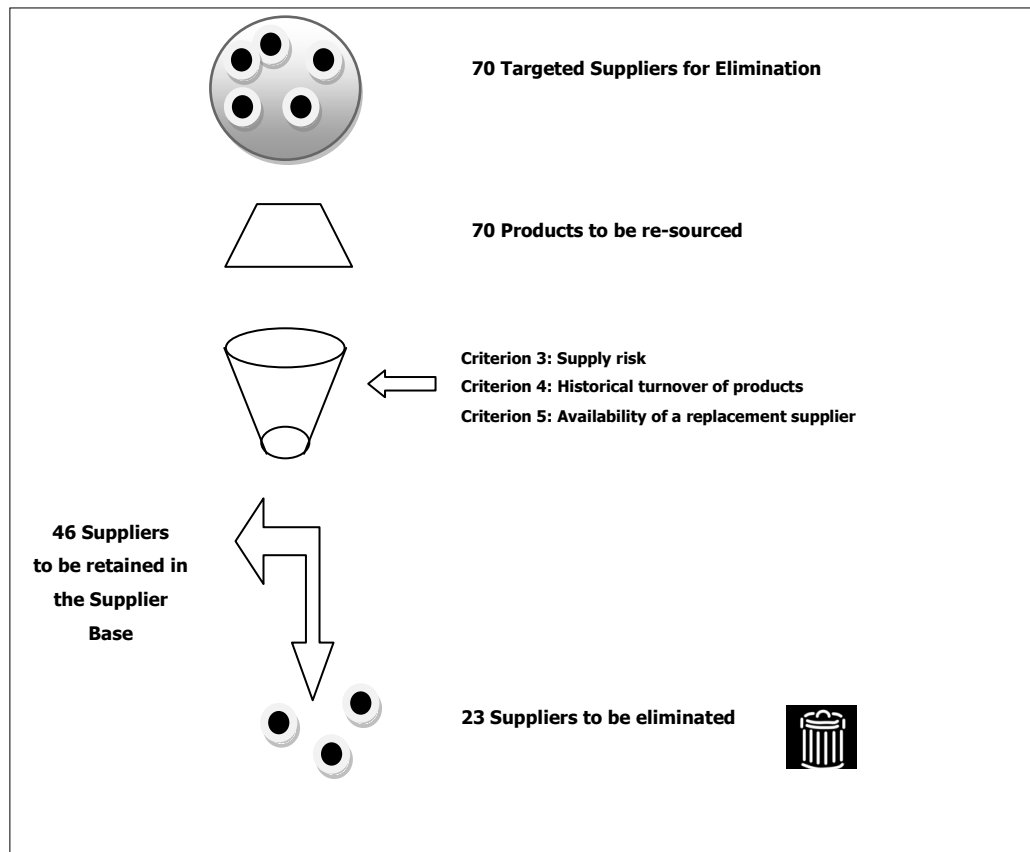 70 Targeted Suppliers for Elimination
70 Products to be re-sourced
Criterion 3: Supply risk
Criterion 4: Historical turnover of products
Criterion 5: Availability of a replacement supplier
46 Suppliers
to be retained in
the Supplier
Base
23 Suppliers to be eliminated